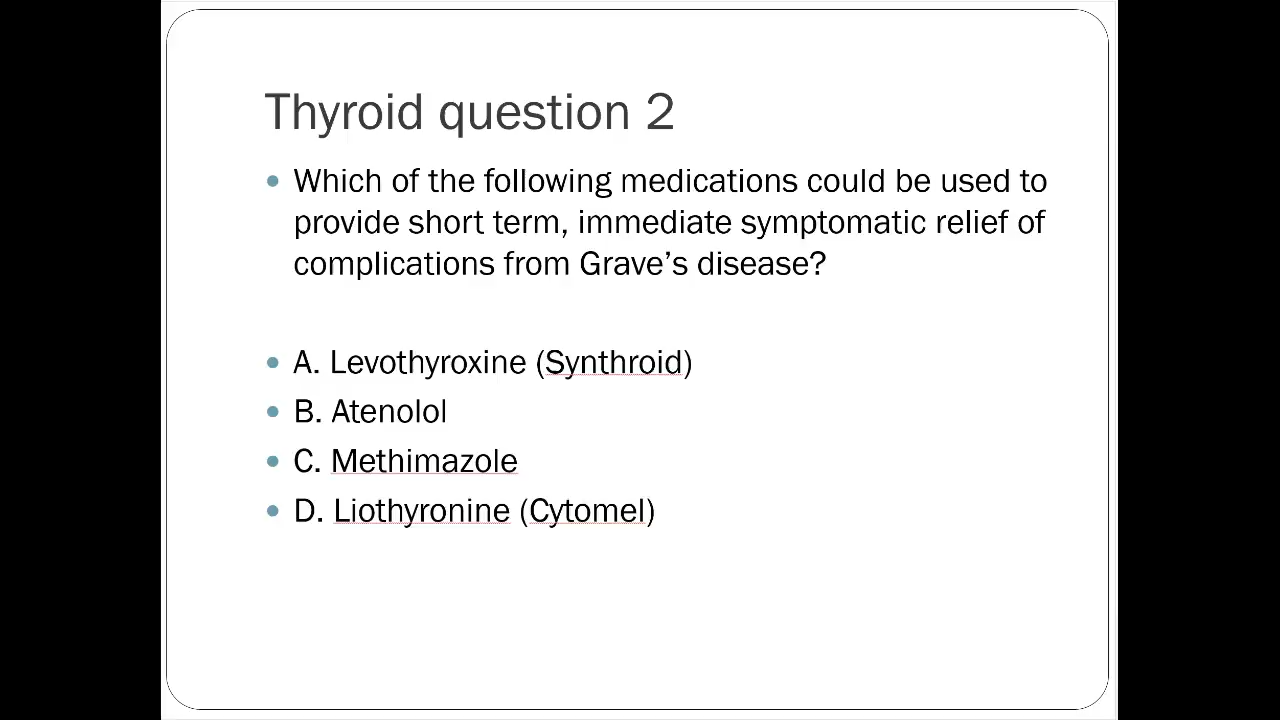 Thyroid question 2
Which of the following medications could be used to
provide short term, immediate symptomatic relief of
complications from Grave’s disease?
A. Levothyroxine (Synthroid)
B. Atenolol
C. Methimazole
D. Liothyronine (Cytomel)